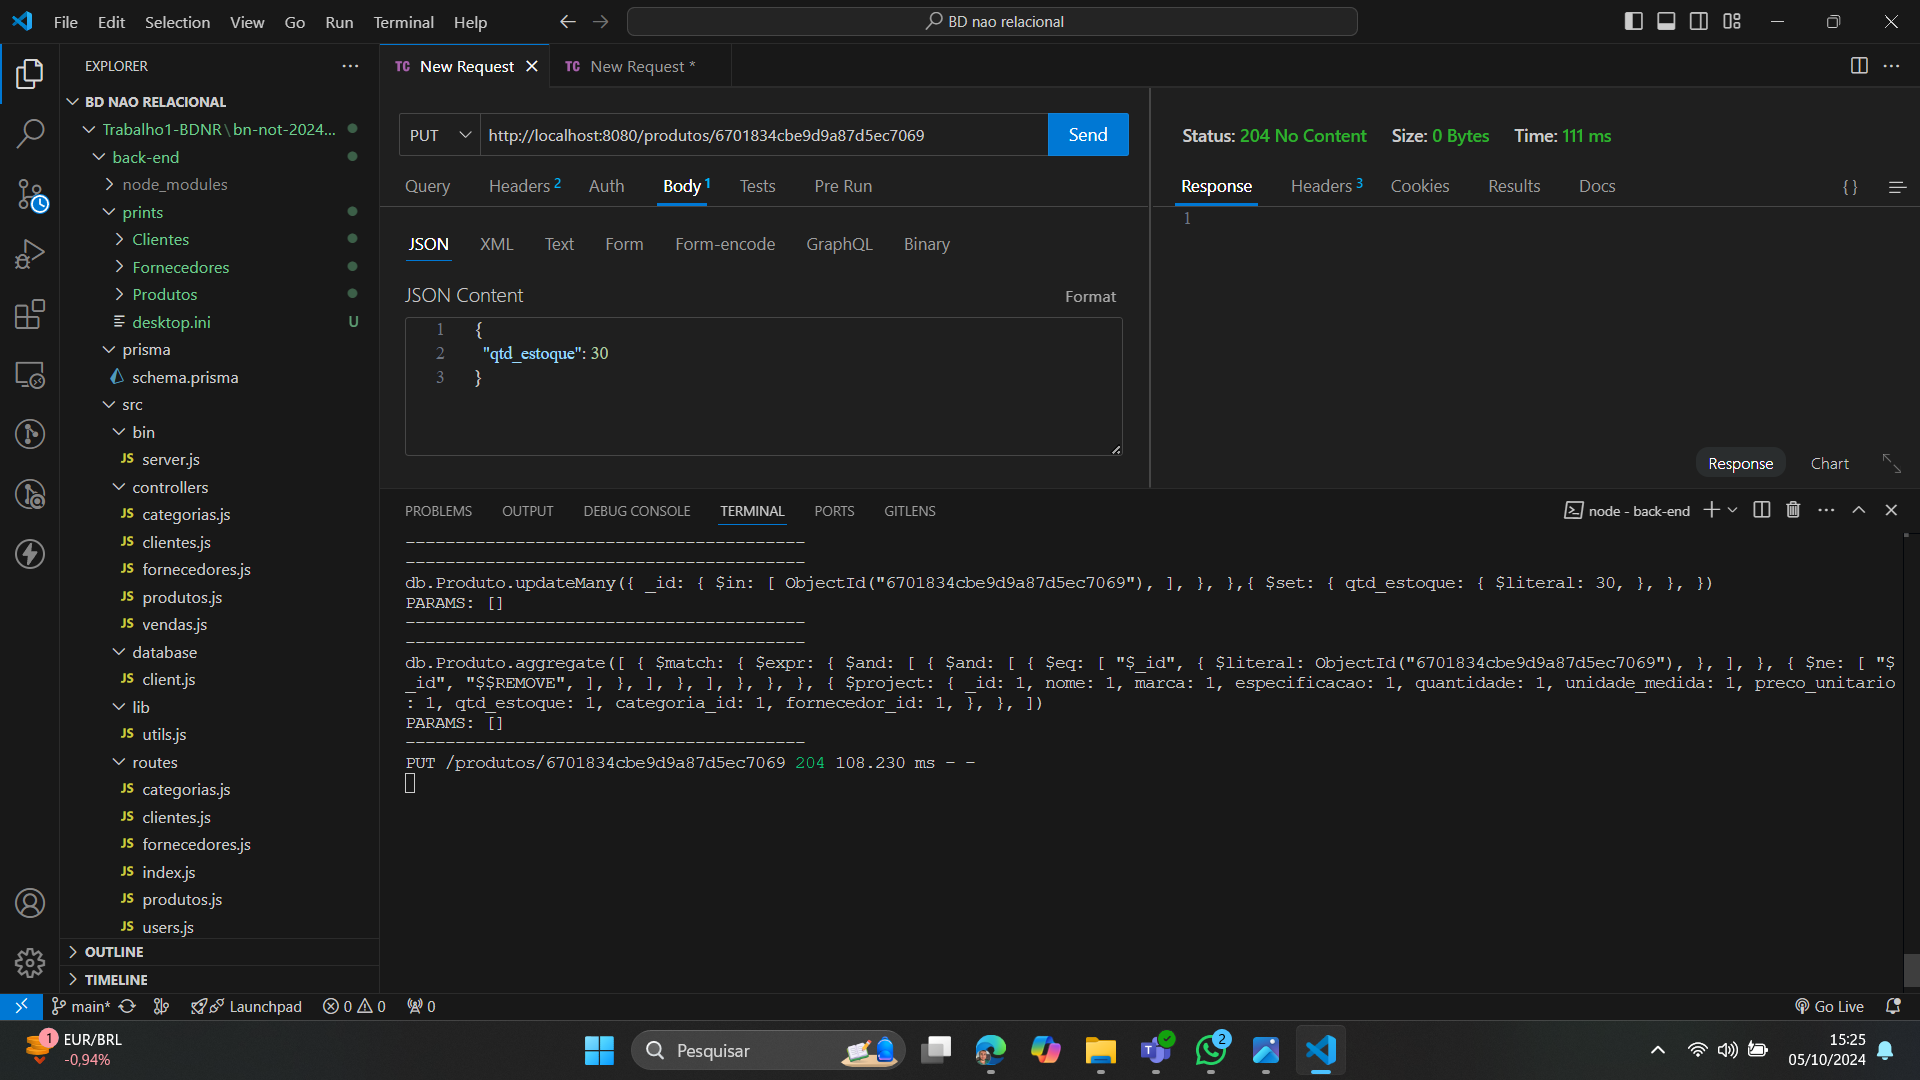 File Edit Selection View Go Run Terminal Help
BD nao relacional
EXPLORER
BD NAO RELACIONAL
Trabalho1-BDNR\bn-not-2024...
back-end
node_modules
prints
Clientes
Fornecedores
Produtos
desktop.ini U
prisma
schema.prisma
src
bin
JS server.js
controllers
JS categorias.js
JS clientes.js
JS fornecedores.js
JS produtos.js
JS vendas.js
database
JS client.js
lib
JS utils.js
routes
JS categorias.js
JS clientes.js
JS fornecedores.js
JS index.js
JS produtos.js
JS users.js
OUTLINE
TIMELINE
TC New Request
TC New Request *
PUT http://localhost:8080/produtos/6701834cbe9d9a87d5ec7069 Send
Query Headers 2 Auth Body 1 Tests Pre Run
JSON XML Text Form Form-encode GraphQL Binary
JSON Content Format
1 {
2 "qtd_estoque": 30
3 }
Status: 204 No Content Size: 0 Bytes Time: 111 ms
Response Headers 3 Cookies Results Docs { }
1
Response Chart
PROBLEMS OUTPUT DEBUG CONSOLE TERMINAL PORTS GITLENS
node - back-end
----------------------------------------
----------------------------------------
db.Produto.updateMany({ _id: { $in: [ ObjectId("6701834cbe9d9a87d5ec7069"), ], }, },{ $set: { qtd_estoque: { $literal: 30, }, }, })
PARAMS: []
----------------------------------------
----------------------------------------
db.Produto.aggregate([ { $match: { $expr: { $and: [ { $and: [ { $eq: [ "$_id", { $literal: ObjectId("6701834cbe9d9a87d5ec7069"), }, ], }, { $ne: [ "$
_id", "$$REMOVE", ], }, ], }, ], }, }, }, { $project: { _id: 1, nome: 1, marca: 1, especificacao: 1, quantidade: 1, unidade_medida: 1, preco_unitario
: 1, qtd_estoque: 1, categoria_id: 1, fornecedor_id: 1, }, }, ])
PARAMS: []
----------------------------------------
PUT /produtos/6701834cbe9d9a87d5ec7069 204 108.230 ms - -
main* Launchpad 0 0 0
Go Live
1 EUR/BRL
-0,94%
Pesquisar
2
15:25
05/10/2024